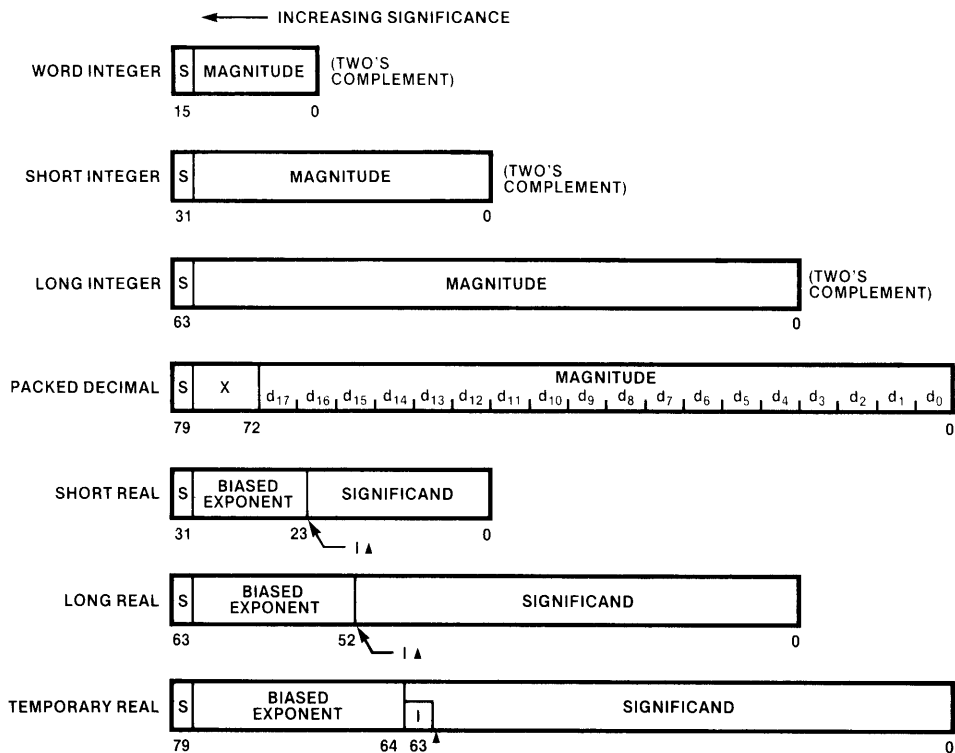 INCREASING SIGNIFICANCE
WORD INTEGER S MAGNITUDE (TWO'S COMPLEMENT)
15 0
SHORT INTEGER S MAGNITUDE (TWO'S COMPLEMENT)
31 0
LONG INTEGER S MAGNITUDE (TWO'S COMPLEMENT)
63 0
PACKED DECIMAL S X MAGNITUDE
d17 d16 d15 d14 d13 d12 d11 d10 d9 d8 d7 d6 d5 d4 d3 d2 d1 d0
79 72 0
SHORT REAL S BIASED EXPONENT SIGNIFICAND
31 23 0
I
LONG REAL S BIASED EXPONENT SIGNIFICAND
63 52 0
I
TEMPORARY REAL S BIASED EXPONENT I SIGNIFICAND
79 64 63 0